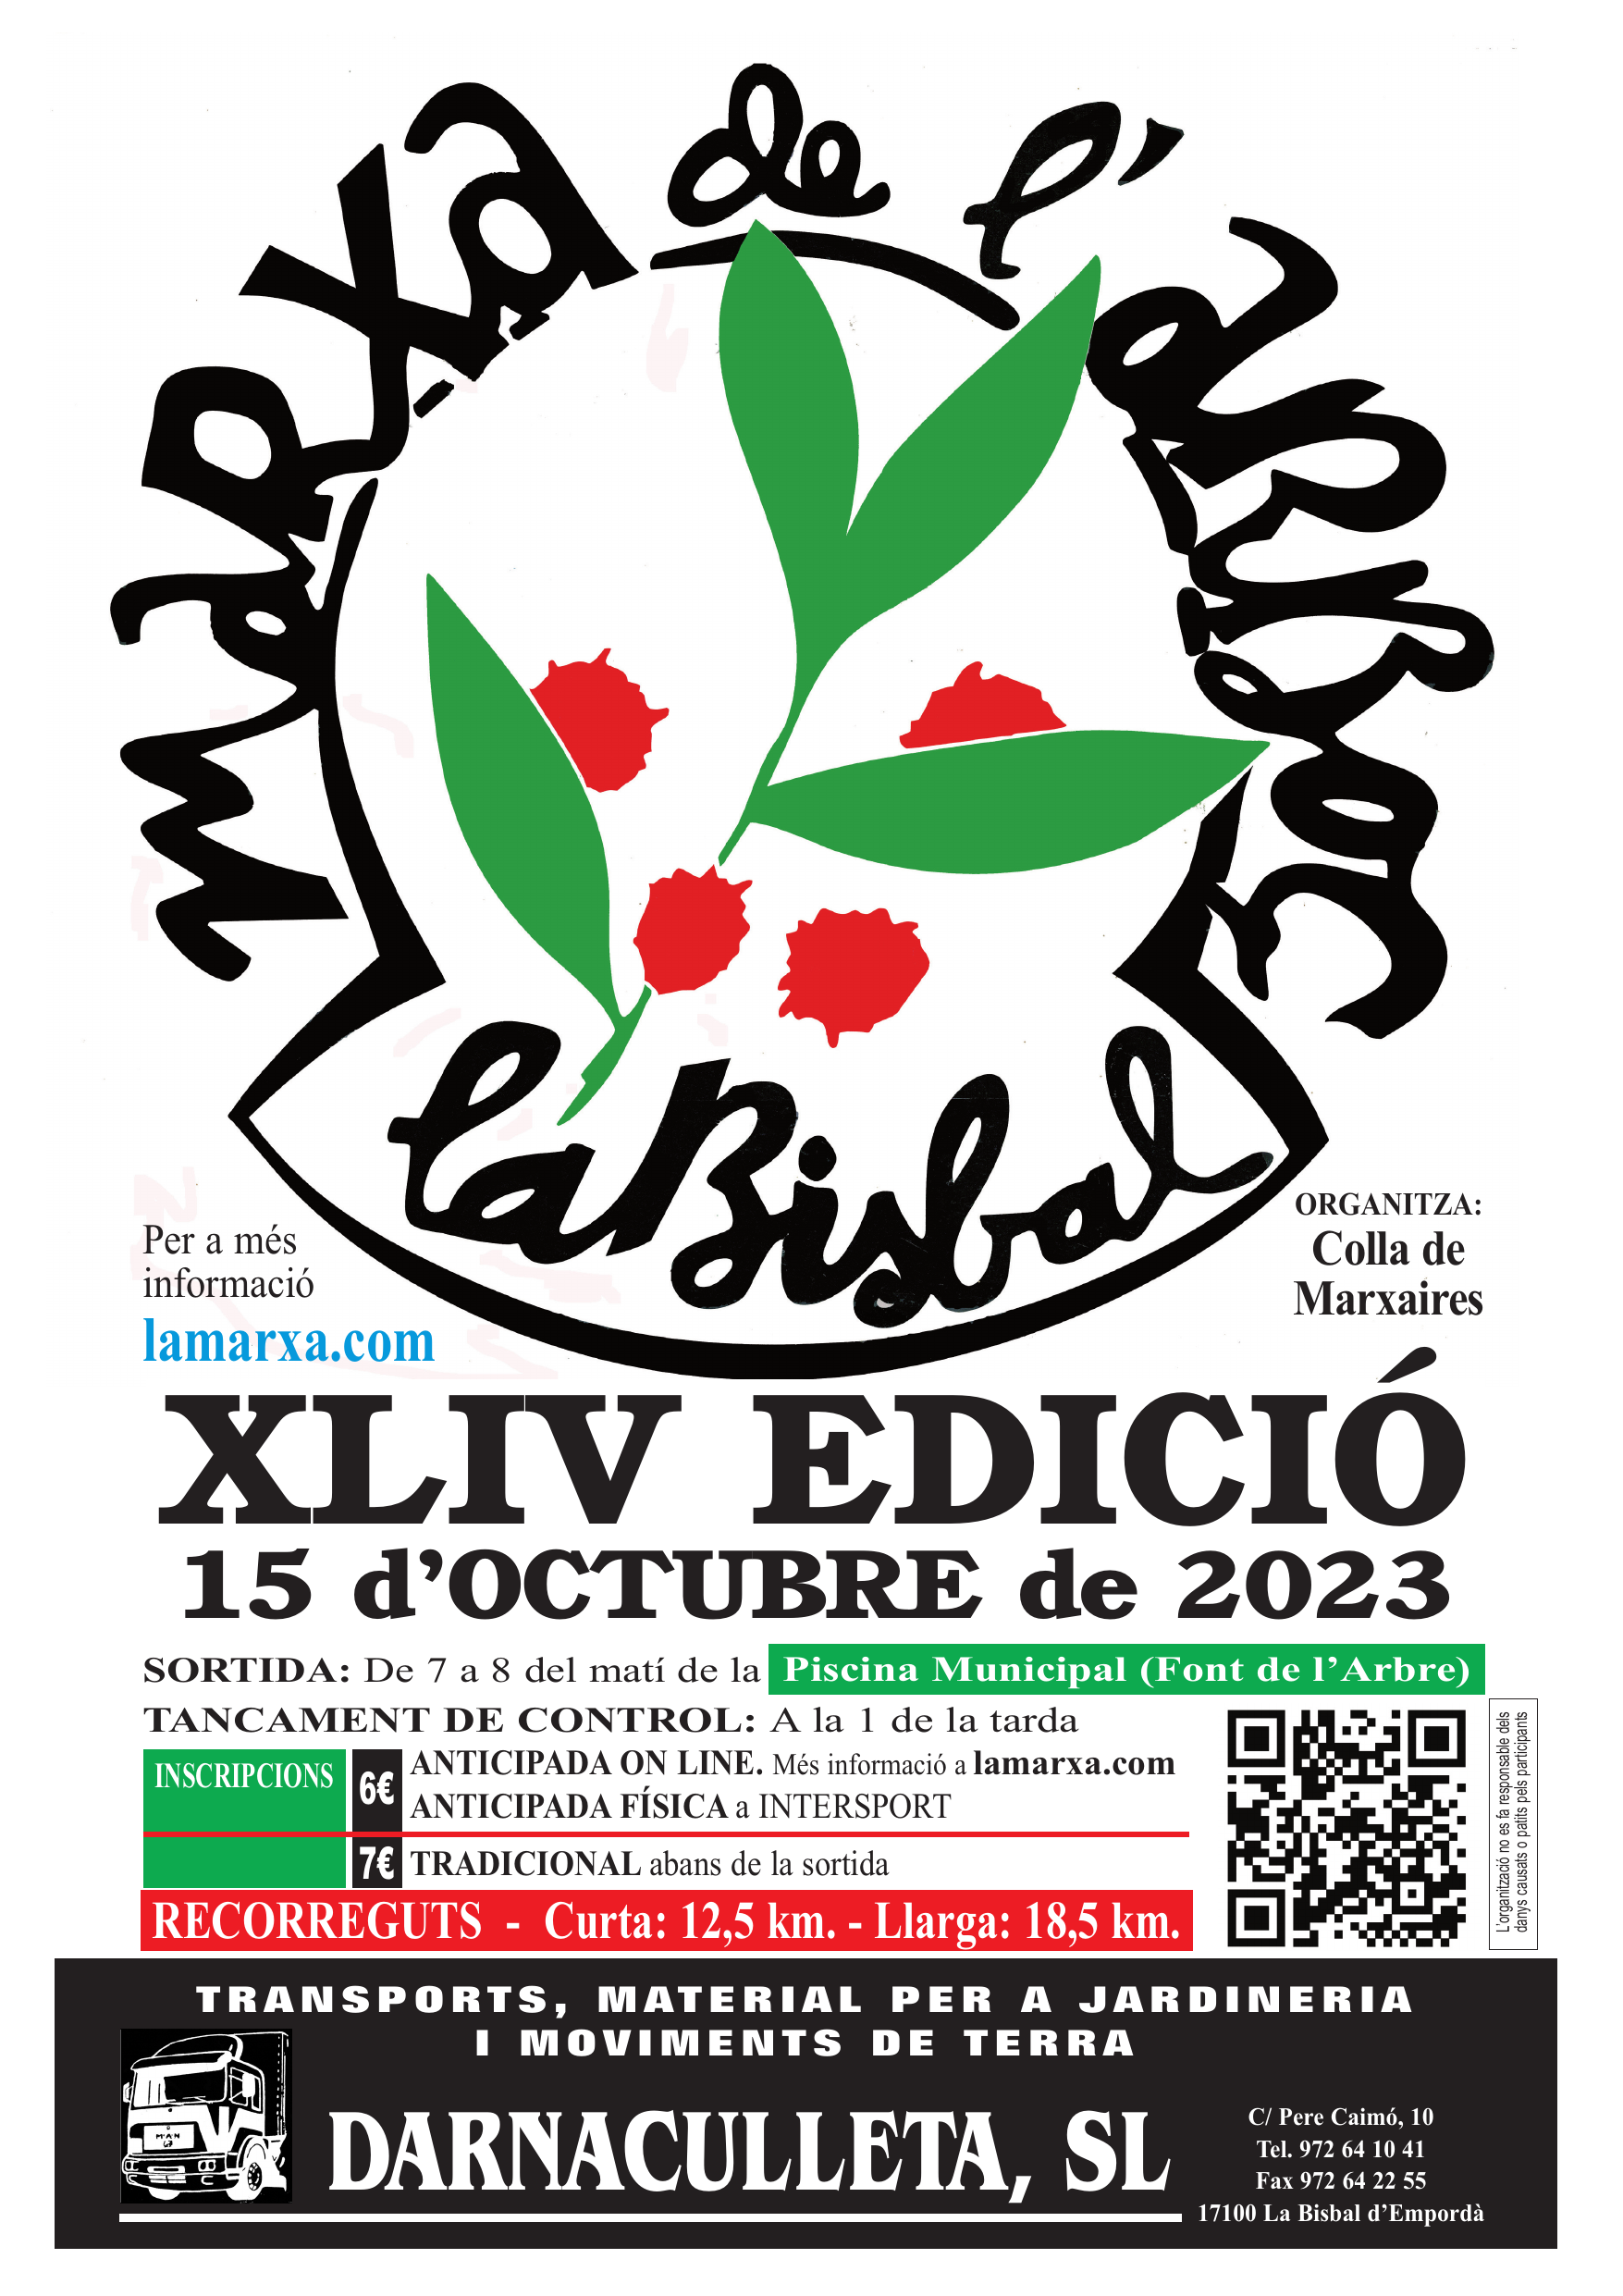 marxa de l'arboç
la Bisbal
Per a més
informació
lamarxa.com
ORGANITZA:
Colla de
Marxaires
XLIV EDICIÓ
15 d'OCTUBRE de 2023
SORTIDA: De 7 a 8 del matí de la Piscina Municipal (Font de l'Arbre)
TANCAMENT DE CONTROL: A la 1 de la tarda
INSCRIPCIONS
6€
ANTICIPADA ON LINE. Més informació a lamarxa.com
ANTICIPADA FÍSICA a INTERSPORT
7€ TRADICIONAL abans de la sortida
RECORREGUTS - Curta: 12,5 km. - Llarga: 18,5 km.
L'organització no es fa responsable dels
danys causats o patits pels participants
TRANSPORTS, MATERIAL PER A JARDINERIA
I MOVIMENTS DE TERRA
MAN
DARNACULLETA, SL
C/ Pere Caimó, 10
Tel. 972 64 10 41
Fax 972 64 22 55
17100 La Bisbal d'Empordà